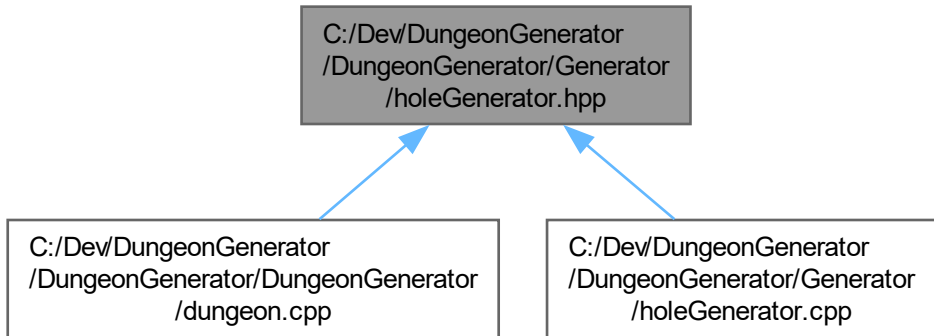 C:/Dev/DungeonGenerator
/DungeonGenerator/Generator
/holeGenerator.hpp
C:/Dev/DungeonGenerator
/DungeonGenerator/DungeonGenerator
/dungeon.cpp
C:/Dev/DungeonGenerator
/DungeonGenerator/Generator
/holeGenerator.cpp